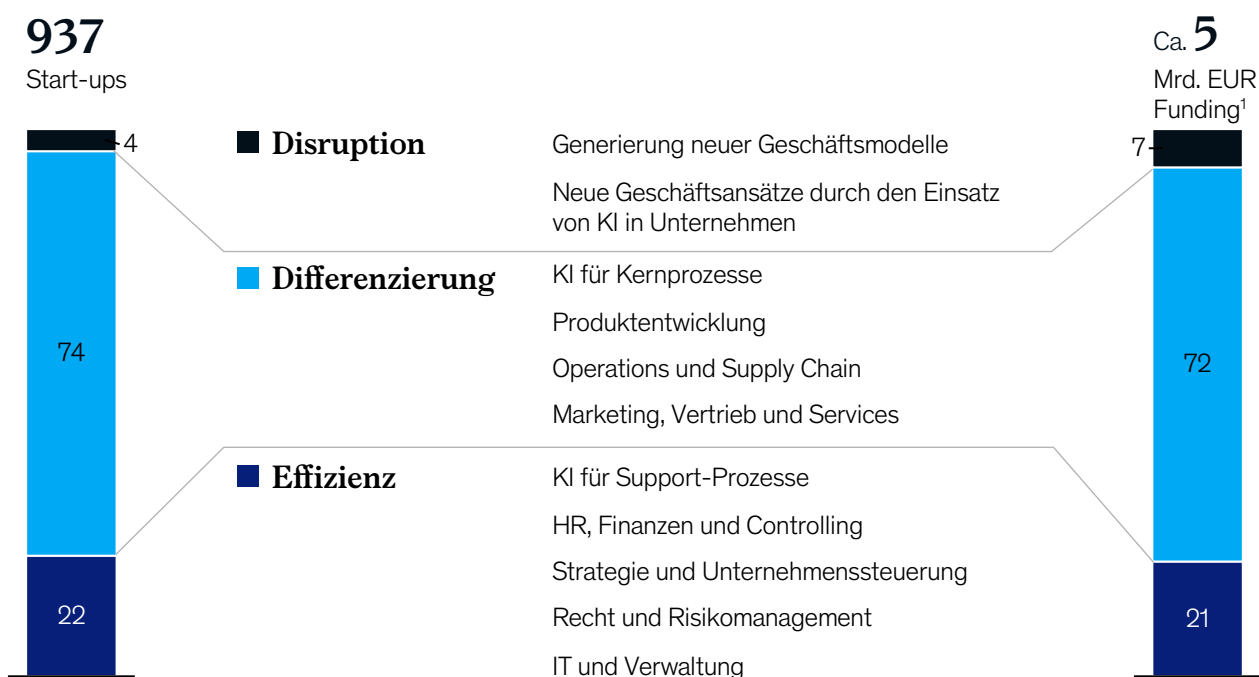 937
Start-ups
Ca. 5
Mrd. EUR
Funding1
4
Disruption
Generierung neuer Geschäftsmodelle
7
Neue Geschäftsansätze durch den Einsatz
von KI in Unternehmen
Differenzierung
KI für Kernprozesse
Produktentwicklung
74
Operations und Supply Chain
72
Marketing, Vertrieb und Services
Effizienz
KI für Support-Prozesse
HR, Finanzen und Controlling
Strategie und Unternehmenssteuerung
22
Recht und Risikomanagement
21
IT und Verwaltung